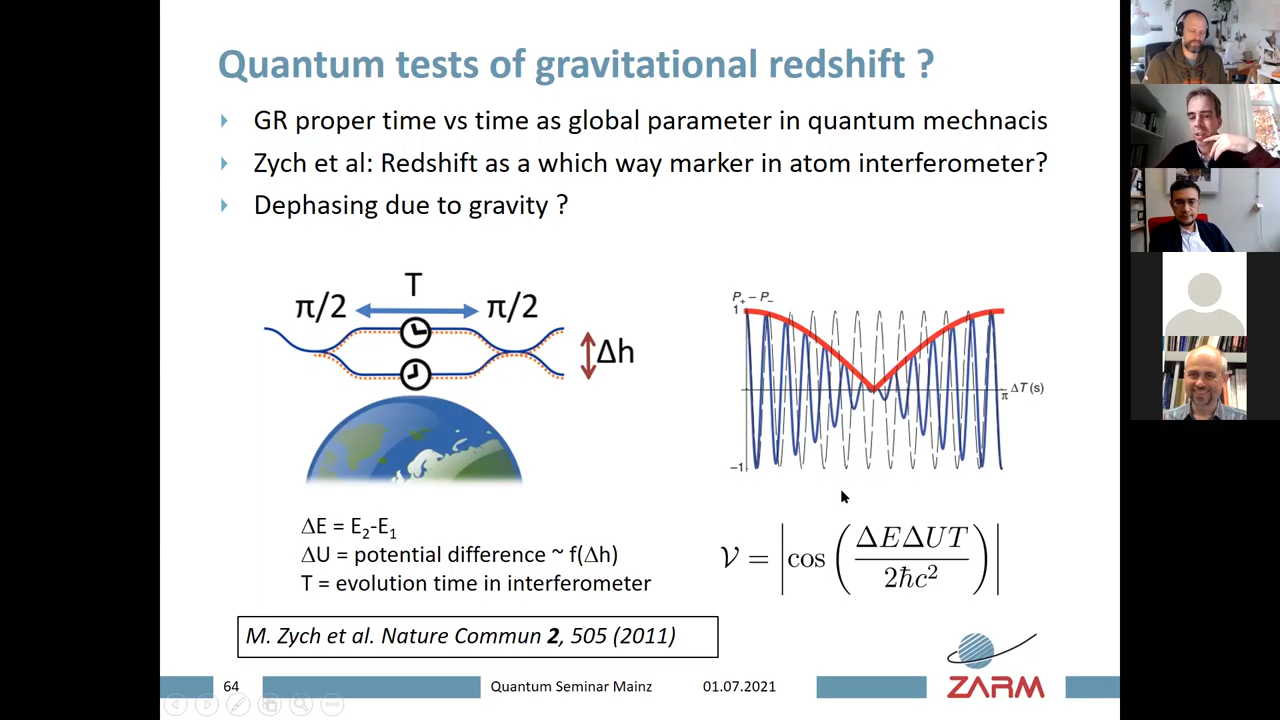 Quantum tests of gravitational redshift ?
GR proper time vs time as global parameter in quantum mechnacis
Zych et al: Redshift as a which way marker in atom interferometer?
Dephasing due to gravity ?
T
π/2
π/2
Δh
P₊ – P₋
1
ΔT (s)
π
–1
ΔE = E₂-E₁
ΔU = potential difference ~ f(Δh)
T = evolution time in interferometer
𝒱 = |cos(ΔEΔUT / 2ħc²)|
M. Zych et al. Nature Commun 2, 505 (2011)
ZARM
64
Quantum Seminar Mainz
01.07.2021